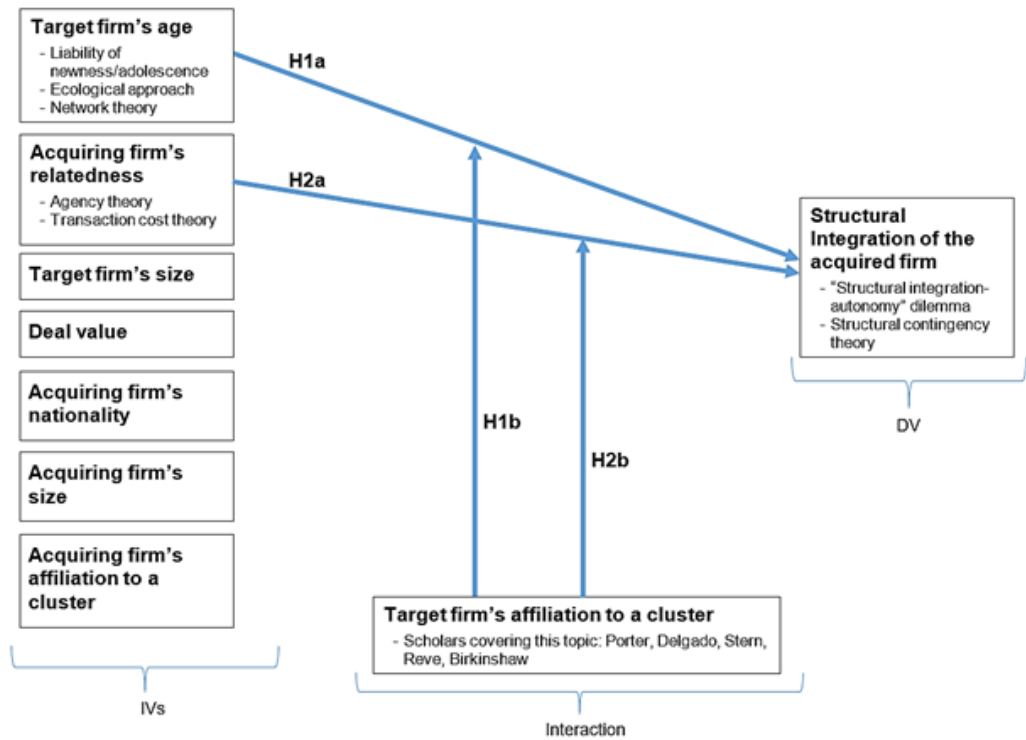 Target firm's age
- Liability of
newness/adolescence
- Ecological approach
- Network theory
H1a
Acquiring firm's
relatedness
- Agency theory
- Transaction cost theory
H2a
Target firm's size
Deal value
Acquiring firm's
nationality
Acquiring firm's
size
Acquiring firm's
affiliation to a
cluster
IVs
H1b
H2b
Target firm's affiliation to a cluster
- Scholars covering this topic: Porter, Delgado, Stern,
Reve, Birkinshaw
Interaction
Structural
Integration of the
acquired firm
- "Structural integration-
autonomy" dilemma
- Structural contingency
theory
DV